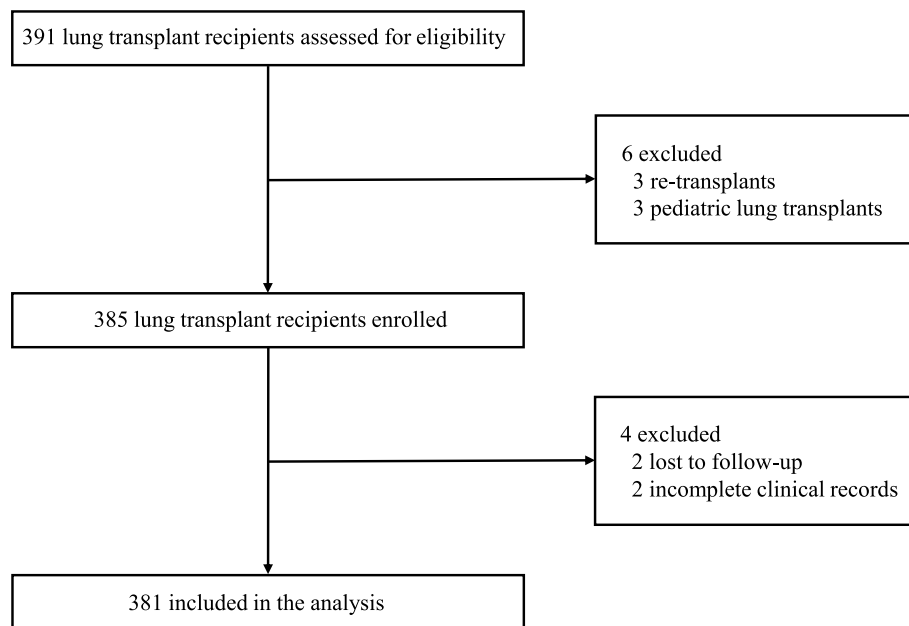 391 lung transplant recipients assessed for eligibility
6 excluded
3 re-transplants
3 pediatric lung transplants
385 lung transplant recipients enrolled
4 excluded
2 lost to follow-up
2 incomplete clinical records
381 included in the analysis